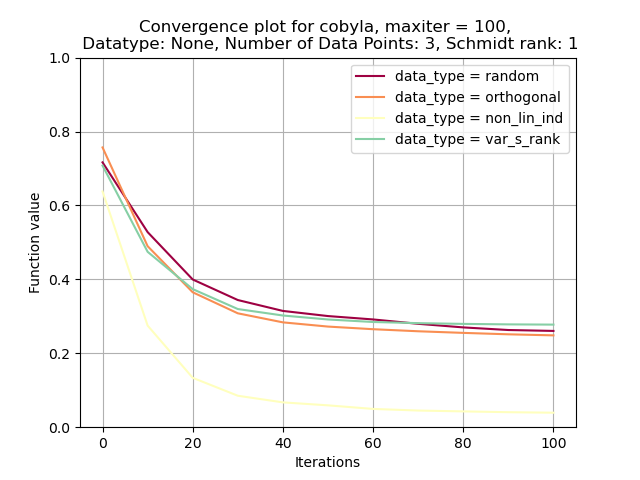 Convergence plot for cobyla, maxiter = 100,
Datatype: None, Number of Data Points: 3, Schmidt rank: 1
1.0
0.8
0.6
0.4
0.2
0.0
Function value
data_type = random
data_type = orthogonal
data_type = non_lin_ind
data_type = var_s_rank
0 20 40 60 80 100
Iterations